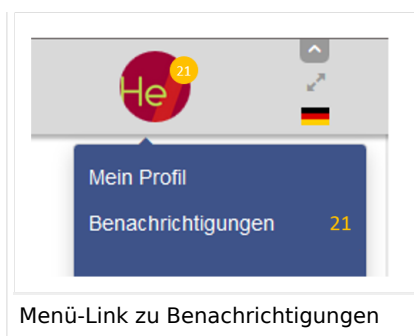 He 21
Mein Profil
Benachrichtigungen 21
Menü-Link zu Benachrichtigungen